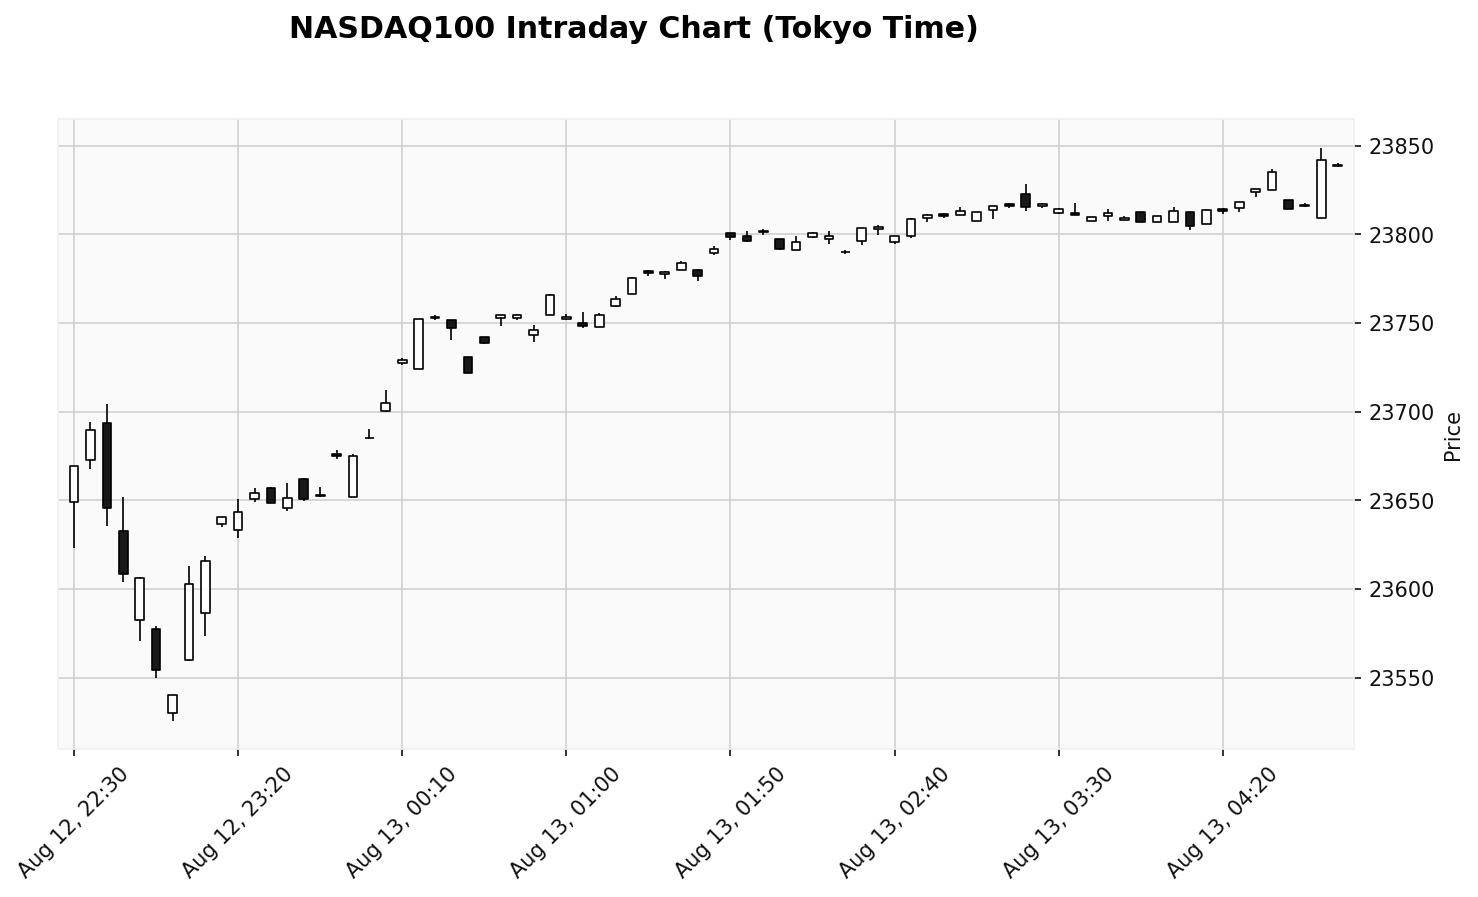 NASDAQ100 Intraday Chart (Tokyo Time)
23850
23800
23750
23700
23650
23600
23550
Price
Aug 12, 22:30
Aug 12, 23:20
Aug 13, 00:10
Aug 13, 01:00
Aug 13, 01:50
Aug 13, 02:40
Aug 13, 03:30
Aug 13, 04:20